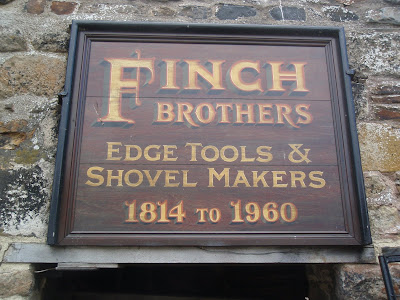 FINCH
BROTHERS
EDGE TOOLS &
SHOVEL MAKERS
1814 TO 1960